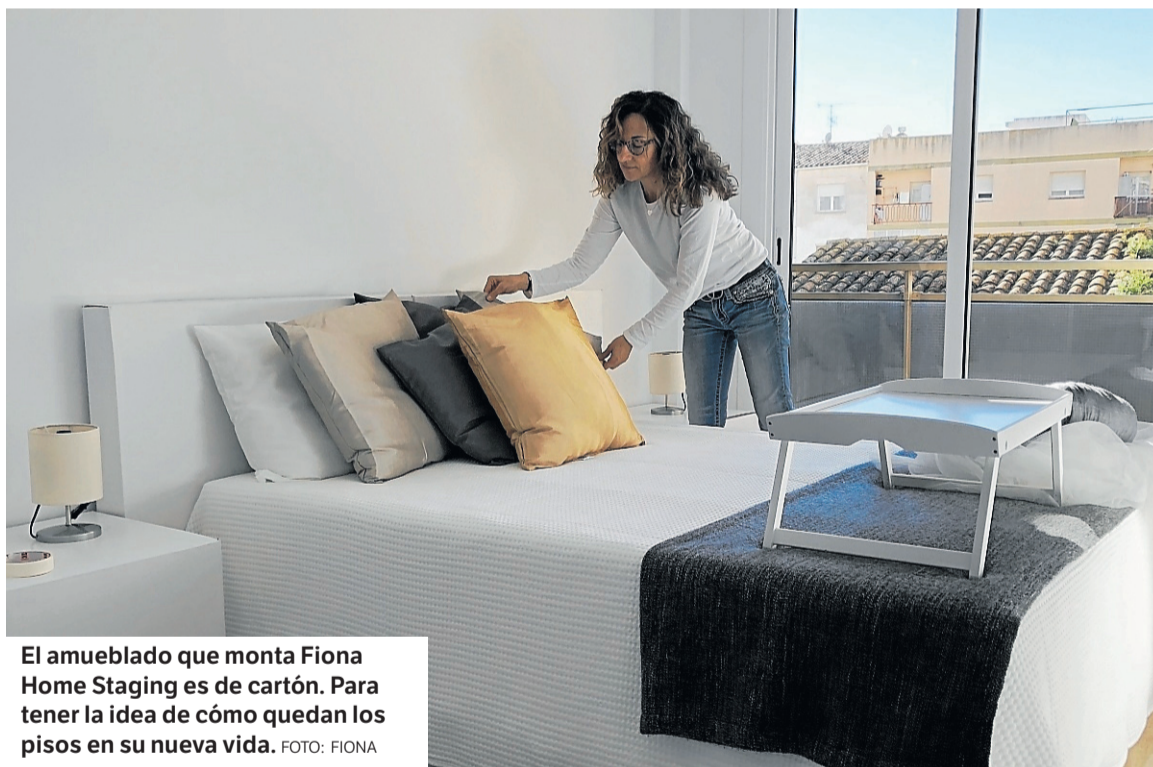 El amueblado que monta Fiona
Home Staging es de cartón. Para
tener la idea de cómo quedan los
pisos en su nueva vida. FOTO: FIONA